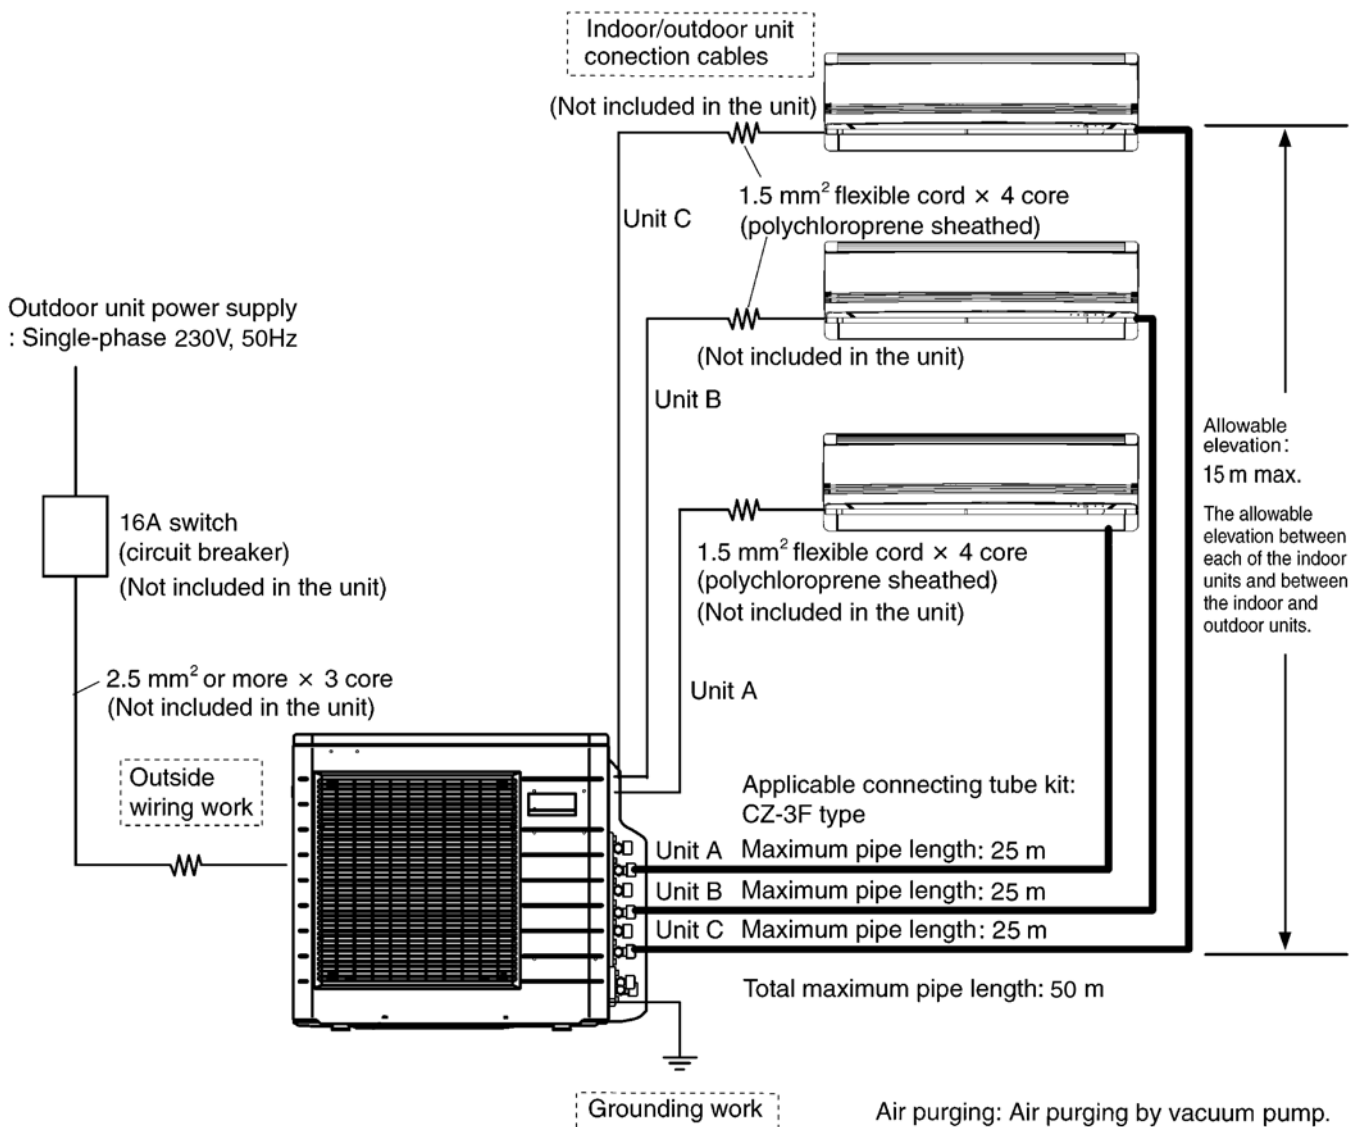 Indoor/outdoor unit
conection cables
(Not included in the unit)
1.5 mm² flexible cord × 4 core
(polychloroprene sheathed)
Unit C
Outdoor unit power supply
: Single-phase 230V, 50Hz
(Not included in the unit)
Unit B
Allowable
elevation:
15 m max.
The allowable
elevation between
each of the indoor
units and between
the indoor and
outdoor units.
16A switch
(circuit breaker)
(Not included in the unit)
1.5 mm² flexible cord × 4 core
(polychloroprene sheathed)
(Not included in the unit)
2.5 mm² or more × 3 core
(Not included in the unit)
Unit A
Outside
wiring work
Applicable connecting tube kit:
CZ-3F type
Unit A Maximum pipe length: 25 m
Unit B Maximum pipe length: 25 m
Unit C Maximum pipe length: 25 m
Total maximum pipe length: 50 m
Grounding work
Air purging: Air purging by vacuum pump.